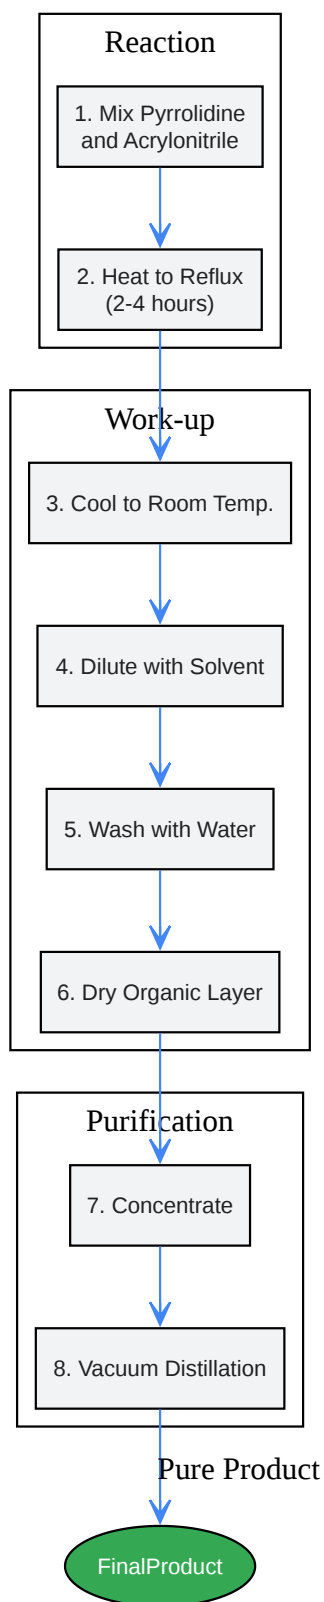 Reaction
1. Mix Pyrrolidine
and Acrylonitrile
2. Heat to Reflux
(2-4 hours)
Work-up
3. Cool to Room Temp.
4. Dilute with Solvent
5. Wash with Water
6. Dry Organic Layer
Purification
7. Concentrate
8. Vacuum Distillation
Pure Product
FinalProduct